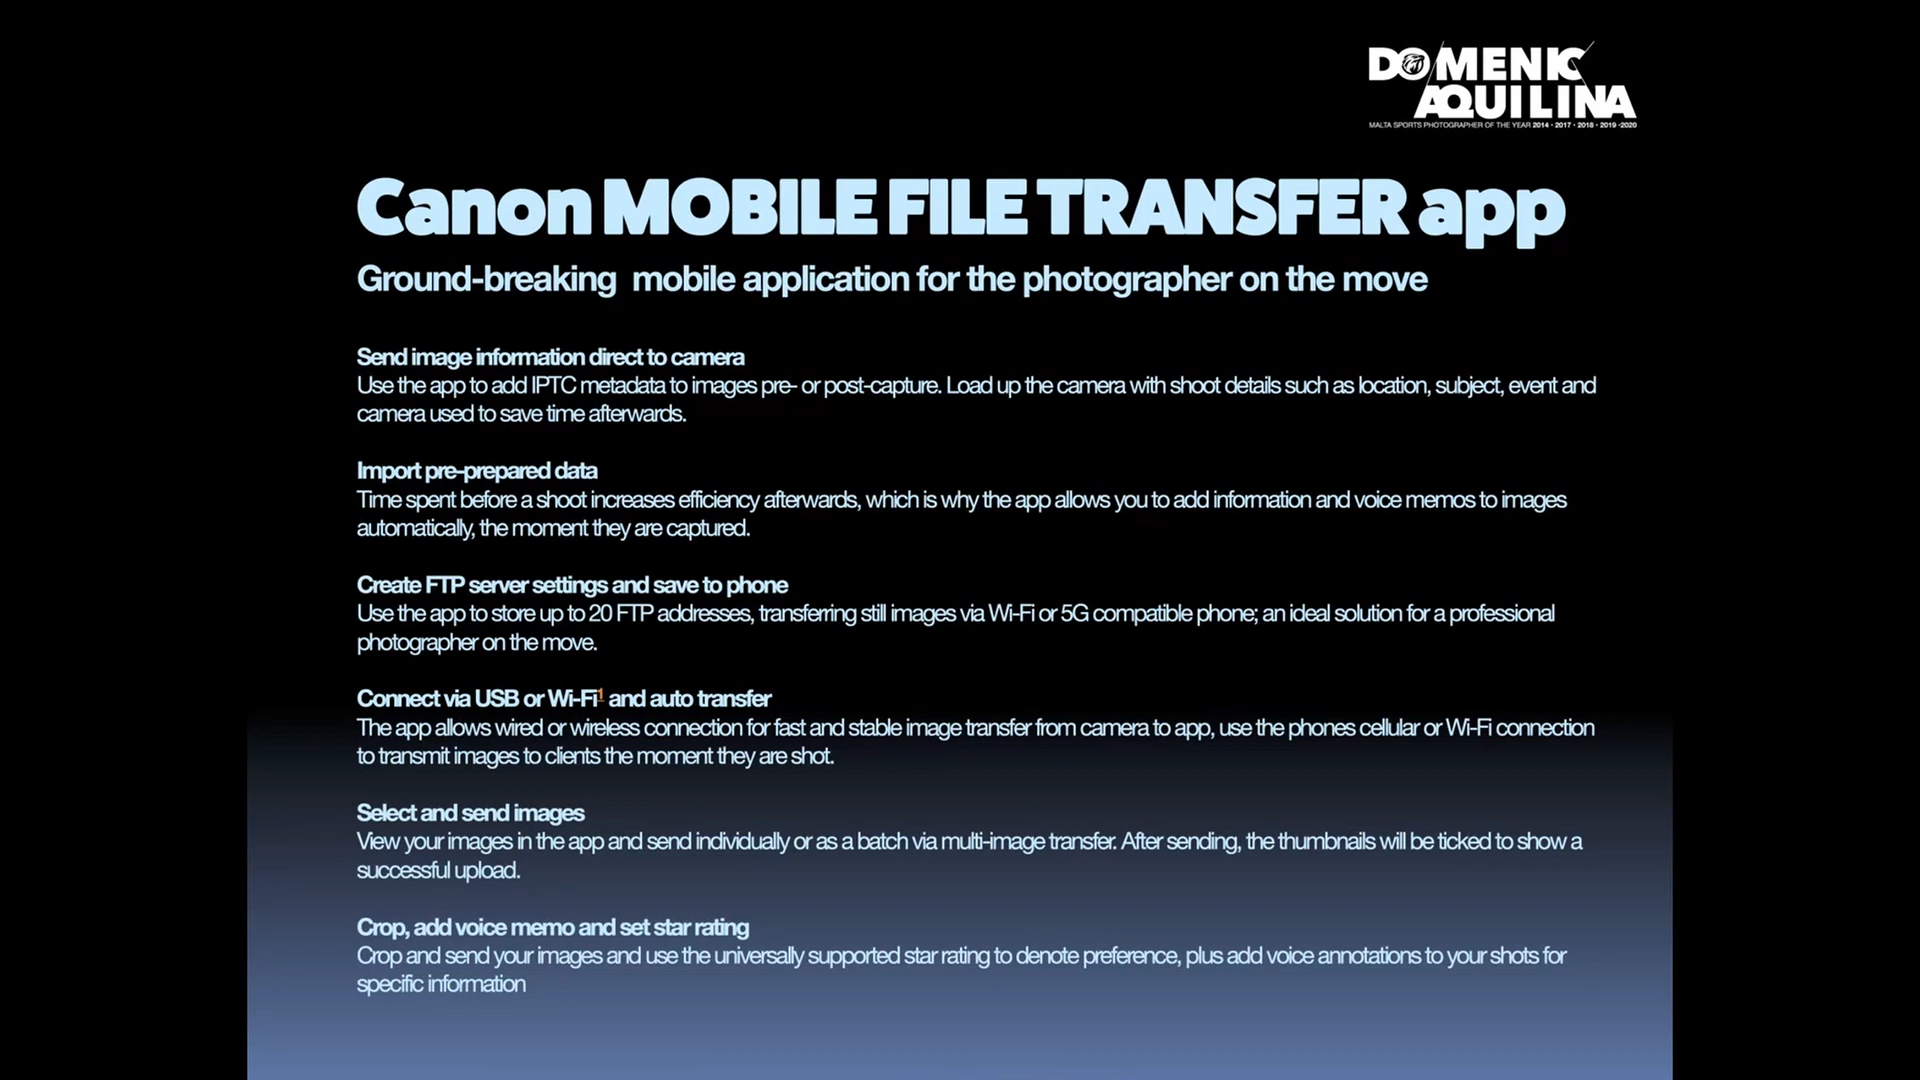 DOMENIC
AQUILINA
MALTA SPORTS PHOTOGRAPHER OF THE YEAR 2014 • 2017 • 2018 • 2019 •2020
Canon MOBILE FILE TRANSFER app
Ground-breaking mobile application for the photographer on the move
Send image information direct to camera
Use the app to add IPTC metadata to images pre- or post-capture. Load up the camera with shoot details such as location, subject, event and
camera used to save time afterwards.
Import pre-prepared data
Time spent before a shoot increases efficiency afterwards, which is why the app allows you to add information and voice memos to images
automatically, the moment they are captured.
Create FTP server settings and save to phone
Use the app to store up to 20 FTP addresses, transferring still images via Wi-Fi or 5G compatible phone; an ideal solution for a professional
photographer on the move.
Connect via USB or Wi-Fi¹ and auto transfer
The app allows wired or wireless connection for fast and stable image transfer from camera to app, use the phones cellular or Wi-Fi connection
to transmit images to clients the moment they are shot.
Select and send images
View your images in the app and send individually or as a batch via multi-image transfer. After sending, the thumbnails will be ticked to show a
successful upload.
Crop, add voice memo and set star rating
Crop and send your images and use the universally supported star rating to denote preference, plus add voice annotations to your shots for
specific information